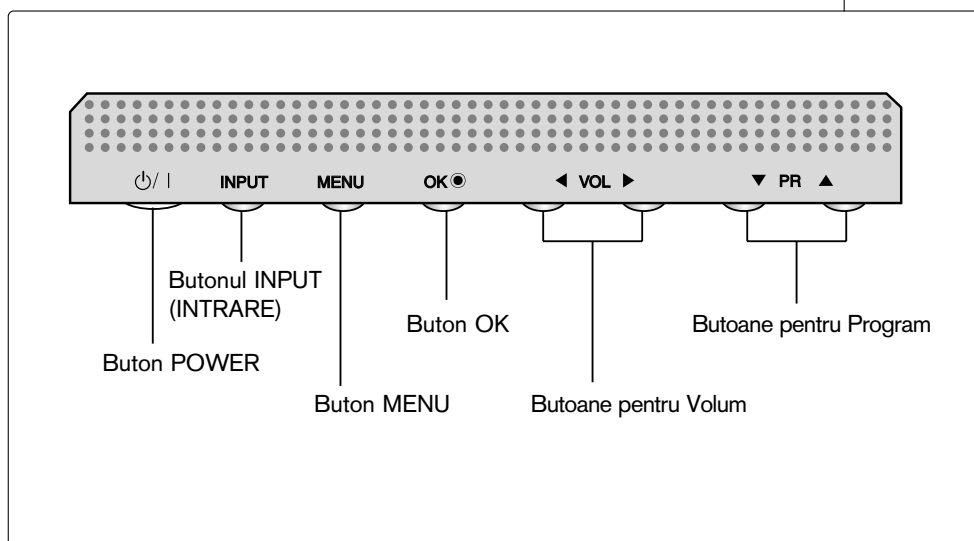 ⏻/ I INPUT MENU OK◉ ◀ VOL ▶ ▼ PR ▲
Butonul INPUT
(INTRARE)
Buton OK
Butoane pentru Program
Buton POWER
Buton MENU
Butoane pentru Volum